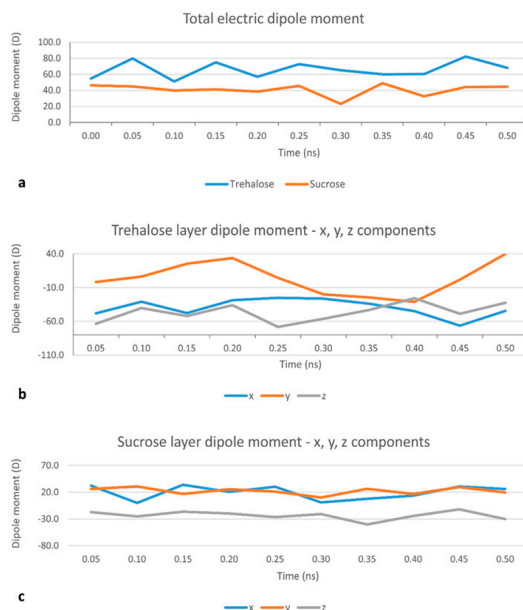 Total electric dipole moment
Dipole moment (D)
100.0
80.0
60.0
40.0
20.0
0.0
0.00 0.05 0.10 0.15 0.20 0.25 0.30 0.35 0.40 0.45 0.50
Time (ns)
a
Trehalose Sucrose
Trehalose layer dipole moment - x, y, z components
Dipole moment (D)
40.0
-10.0
-60.0
-110.0
0.05 0.10 0.15 0.20 0.25 0.30 0.35 0.40 0.45 0.50
Time (ns)
b
x y z
Sucrose layer dipole moment - x, y, z components
Dipole moment (D)
70.0
20.0
-30.0
-80.0
0.05 0.10 0.15 0.20 0.25 0.30 0.35 0.40 0.45 0.50
Time (ns)
c
x y z